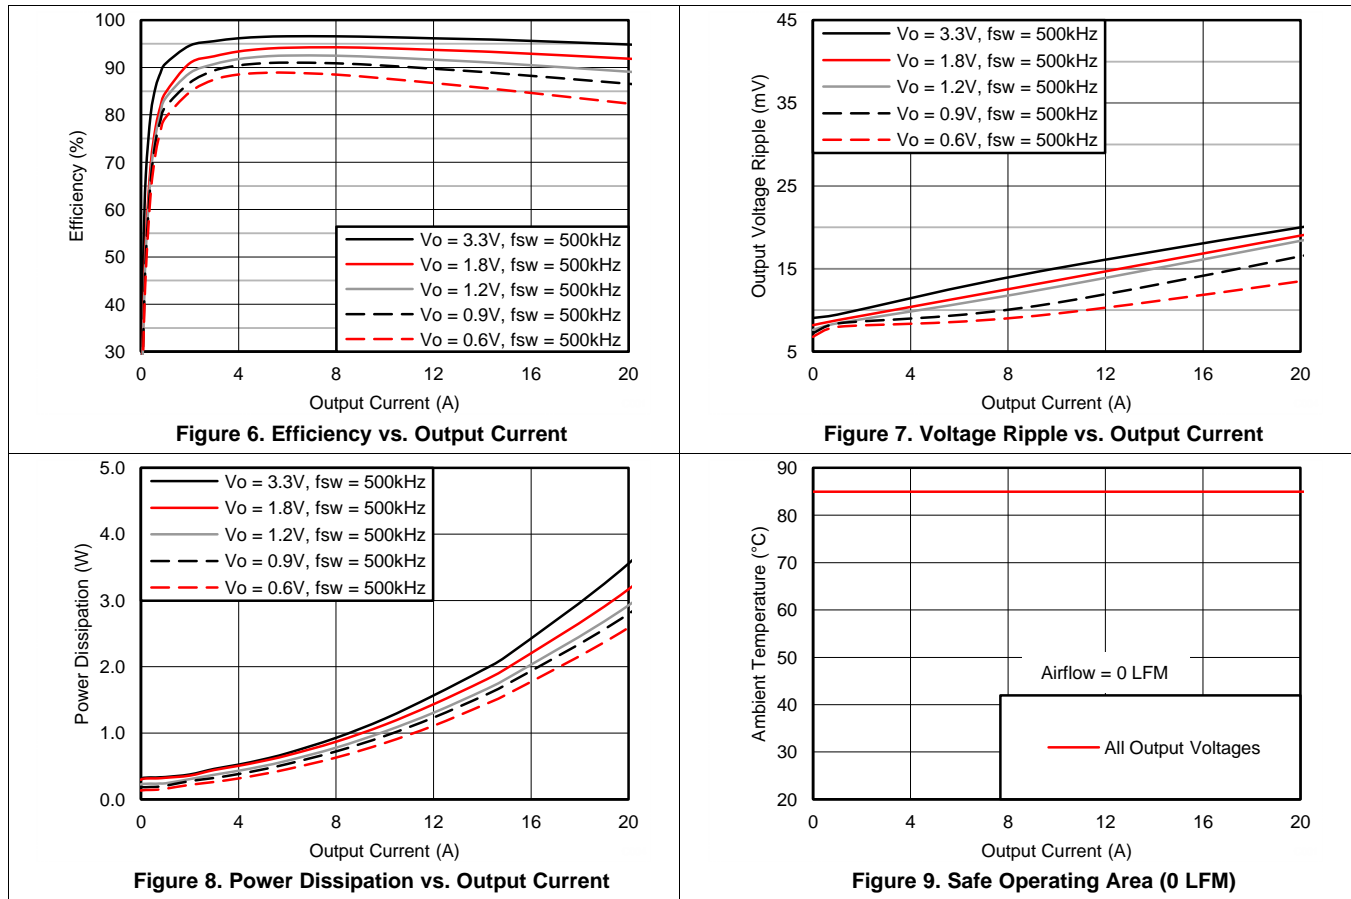 100
90
80
70
60
50
40
30
Efficiency (%)
Vo = 3.3V, fsw = 500kHz
Vo = 1.8V, fsw = 500kHz
Vo = 1.2V, fsw = 500kHz
Vo = 0.9V, fsw = 500kHz
Vo = 0.6V, fsw = 500kHz
0 4 8 12 16 20
Output Current (A)
Figure 6. Efficiency vs. Output Current
45
35
25
15
5
Output Voltage Ripple (mV)
Vo = 3.3V, fsw = 500kHz
Vo = 1.8V, fsw = 500kHz
Vo = 1.2V, fsw = 500kHz
Vo = 0.9V, fsw = 500kHz
Vo = 0.6V, fsw = 500kHz
0 4 8 12 16 20
Output Current (A)
Figure 7. Voltage Ripple vs. Output Current
5.0
4.0
3.0
2.0
1.0
0.0
Power Dissipation (W)
Vo = 3.3V, fsw = 500kHz
Vo = 1.8V, fsw = 500kHz
Vo = 1.2V, fsw = 500kHz
Vo = 0.9V, fsw = 500kHz
Vo = 0.6V, fsw = 500kHz
0 4 8 12 16 20
Output Current (A)
Figure 8. Power Dissipation vs. Output Current
90
80
70
60
50
40
30
20
Ambient Temperature (°C)
Airflow = 0 LFM
All Output Voltages
0 4 8 12 16 20
Output Current (A)
Figure 9. Safe Operating Area (0 LFM)